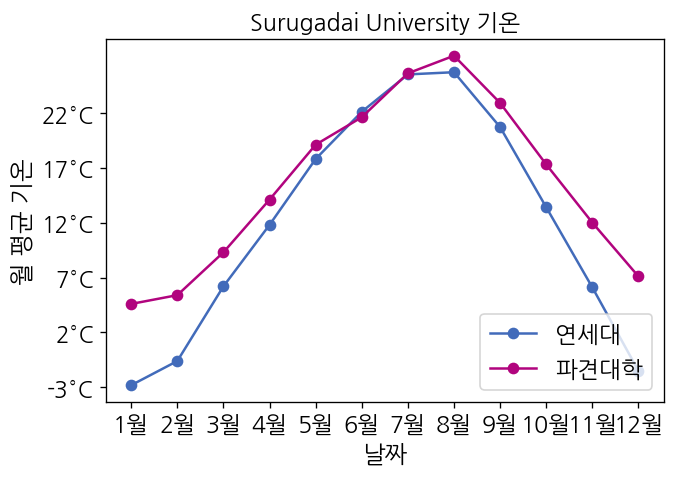 Surugadai University 기온
월 평균 기온
22°C
17°C
12°C
7°C
2°C
-3°C
연세대
파견대학
1월 2월 3월 4월 5월 6월 7월 8월 9월 10월 11월 12월
날짜